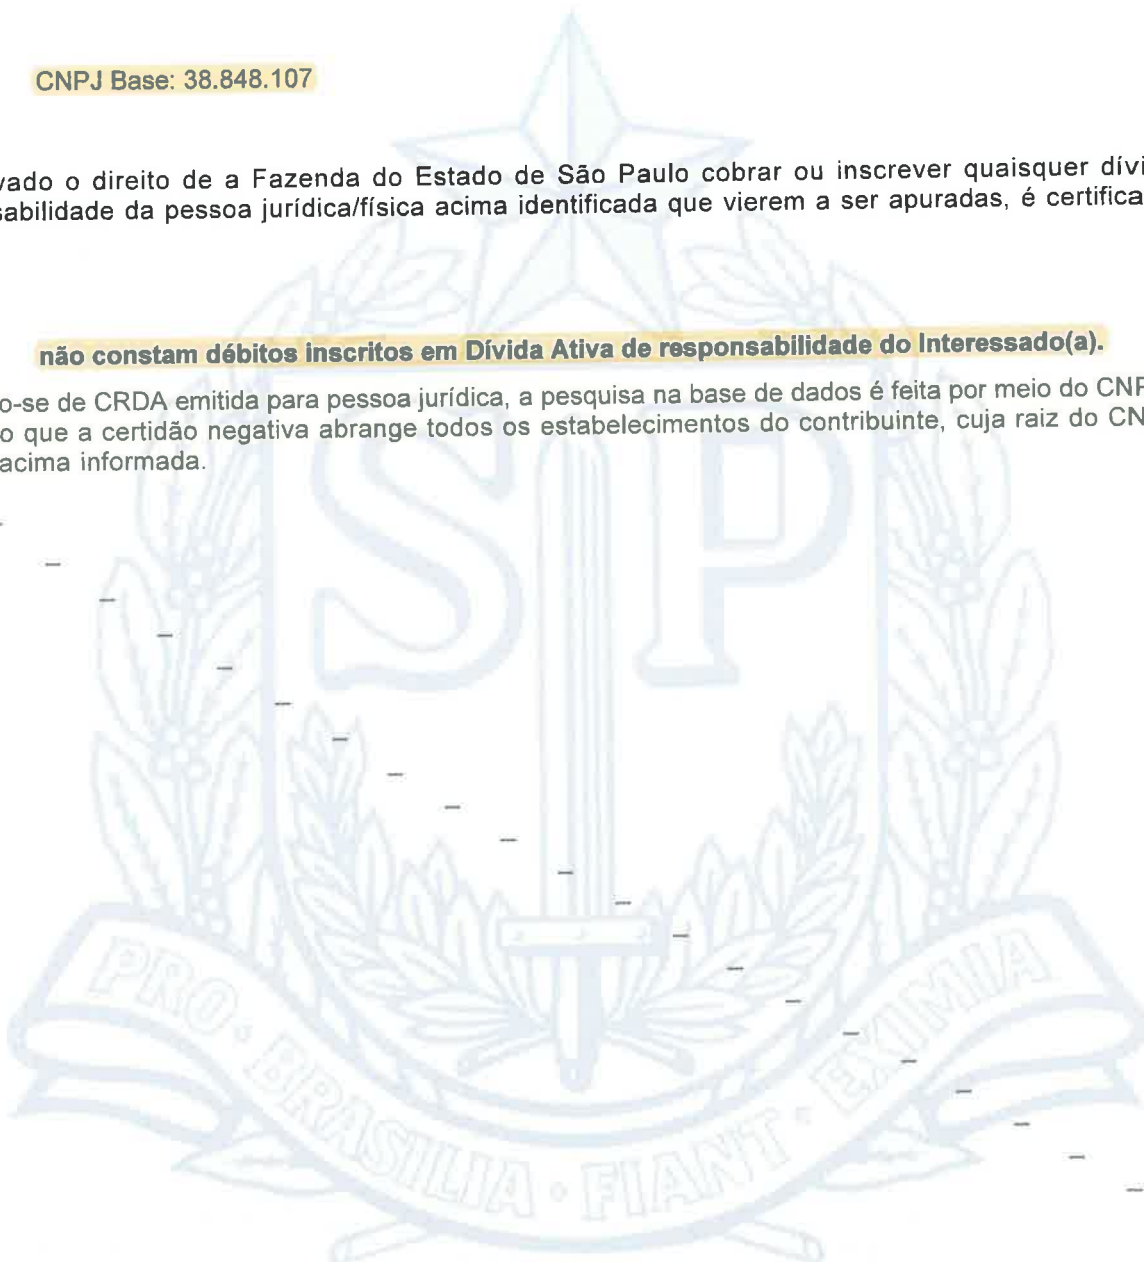 CNPJ Base: 38.848.107
vado o direito de a Fazenda do Estado de São Paulo cobrar ou inscrever quaisquer dívi
sabilidade da pessoa jurídica/física acima identificada que vierem a ser apuradas, é certifica
não constam débitos inscritos em Dívida Ativa de responsabilidade do Interessado(a).
o-se de CRDA emitida para pessoa jurídica, a pesquisa na base de dados é feita por meio do CNP
o que a certidão negativa abrange todos os estabelecimentos do contribuinte, cuja raiz do CN
acima informada.
SP
PRO • BRASILIA • FIANT • EXIMIA